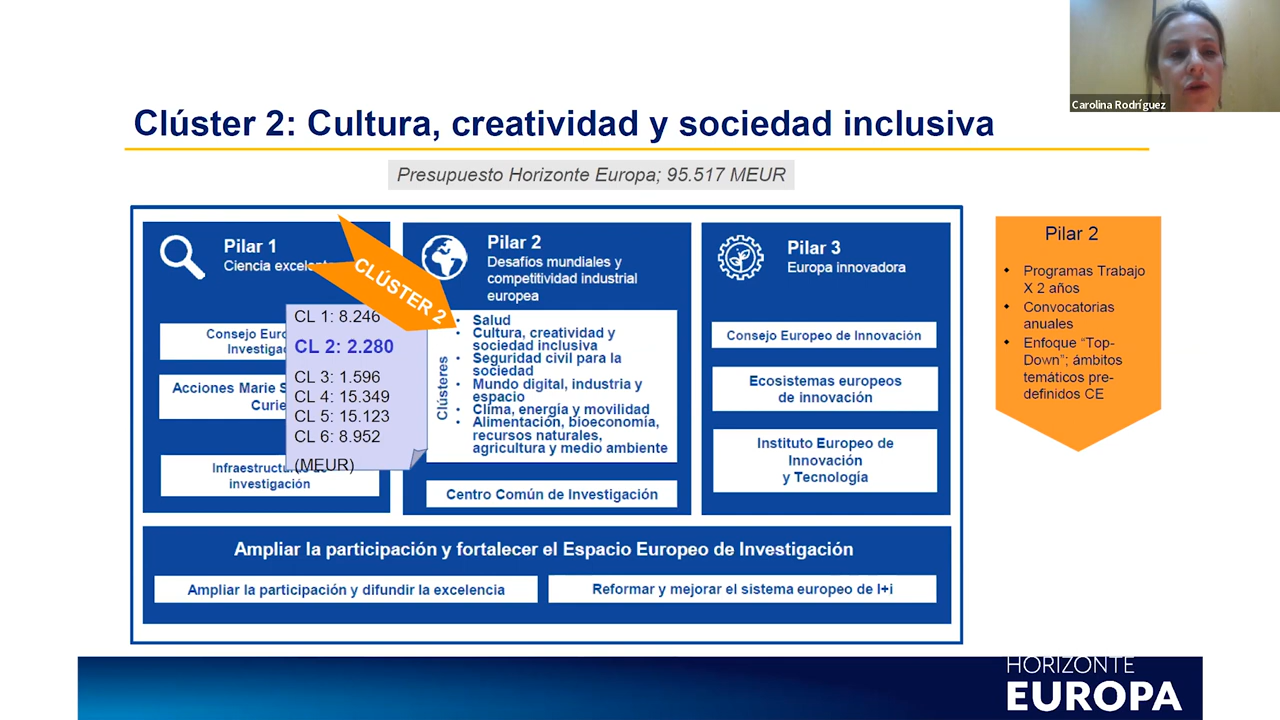 Carolina Rodríguez
Clúster 2: Cultura, creatividad y sociedad inclusiva
Presupuesto Horizonte Europa; 95.517 MEUR
Pilar 1
Ciencia excelente
Consejo
Investiga
Acciones Marie
Curie
Infraestructuras de
investigación
CLÚSTER 2
CL 1: 8.246
CL 2: 2.280
CL 3: 1.596
CL 4: 15.349
CL 5: 15.123
CL 6: 8.952
(MEUR)
Pilar 2
Desafíos mundiales y
competitividad industrial
europea
Clústeres
• Salud
• Cultura, creatividad y
sociedad inclusiva
• Seguridad civil para la
sociedad
• Mundo digital, industria y
espacio
• Clima, energía y movilidad
• Alimentación, bioeconomía,
recursos naturales,
agricultura y medio ambiente
Centro Común de Investigación
Pilar 3
Europa innovadora
Consejo Europeo de Innovación
Ecosistemas europeos
de innovación
Instituto Europeo de
Innovación
y Tecnología
Ampliar la participación y fortalecer el Espacio Europeo de Investigación
Ampliar la participación y difundir la excelencia
Reformar y mejorar el sistema europeo de I+i
Pilar 2
◆ Programas Trabajo
X 2 años
◆ Convocatorias
anuales
◆ Enfoque “Top-
Down”; ámbitos
temáticos pre-
definidos CE
HORIZONTE
EUROPA